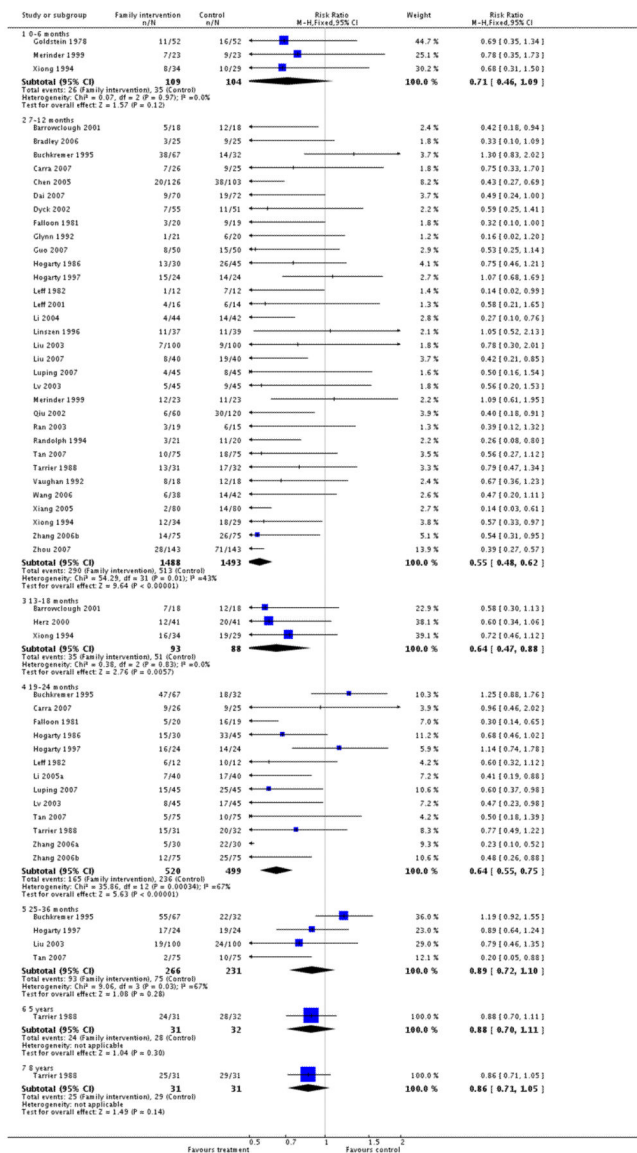 Study or subgroup Family intervention Control Risk Ratio Weight Risk Ratio
n/N n/N M-H,Fixed,95% CI M-H,Fixed,95% CI
1 0-6 months
Goldstein 1978 11/52 16/52 44.7 % 0.69 [ 0.35, 1.34 ]
Merinder 1999 7/23 9/23 25.1 % 0.78 [ 0.35, 1.73 ]
Xiong 1994 8/34 10/29 30.2 % 0.68 [ 0.31, 1.50 ]
Subtotal (95% CI) 109 104 100.0 % 0.71 [ 0.46, 1.09 ]
Total events: 26 (Family intervention), 35 (Control)
Heterogeneity: Chi² = 0.07, df = 2 (P = 0.97); I² =0.0%
Test for overall effect: Z = 1.57 (P = 0.12)
2 7-12 months
Barrowclough 2001 5/18 12/18 2.4 % 0.42 [ 0.18, 0.94 ]
Bradley 2006 3/25 9/25 1.8 % 0.33 [ 0.10, 1.09 ]
Buchkremer 1995 38/67 14/32 3.7 % 1.30 [ 0.83, 2.02 ]
Carra 2007 7/26 9/25 1.8 % 0.75 [ 0.33, 1.70 ]
Chen 2005 20/126 38/103 8.2 % 0.43 [ 0.27, 0.69 ]
Dai 2007 9/70 19/72 3.7 % 0.49 [ 0.24, 1.00 ]
Dyck 2002 7/55 11/51 2.2 % 0.59 [ 0.25, 1.41 ]
Falloon 1981 3/20 9/19 1.8 % 0.32 [ 0.10, 1.00 ]
Glynn 1992 1/21 6/20 1.2 % 0.16 [ 0.02, 1.20 ]
Guo 2007 8/50 15/50 2.9 % 0.53 [ 0.25, 1.14 ]
Hogarty 1986 13/30 26/45 4.1 % 0.75 [ 0.46, 1.21 ]
Hogarty 1997 15/24 14/24 2.7 % 1.07 [ 0.68, 1.69 ]
Leff 1982 1/12 7/12 1.4 % 0.14 [ 0.02, 0.99 ]
Leff 2001 4/16 6/14 1.3 % 0.58 [ 0.21, 1.65 ]
Li 2004 4/44 14/42 2.8 % 0.27 [ 0.10, 0.76 ]
Linszen 1996 11/37 11/39 2.1 % 1.05 [ 0.52, 2.13 ]
Liu 2003 7/100 9/100 1.8 % 0.78 [ 0.30, 2.01 ]
Liu 2007 8/40 19/40 3.7 % 0.42 [ 0.21, 0.85 ]
Luping 2007 4/45 8/45 1.6 % 0.50 [ 0.16, 1.54 ]
Lv 2003 5/45 9/45 1.8 % 0.56 [ 0.20, 1.53 ]
Merinder 1999 12/23 11/23 2.1 % 1.09 [ 0.61, 1.95 ]
Qiu 2002 6/60 30/120 3.9 % 0.40 [ 0.18, 0.91 ]
Ran 2003 3/19 6/15 1.3 % 0.39 [ 0.12, 1.32 ]
Randolph 1994 3/21 11/20 2.2 % 0.26 [ 0.08, 0.80 ]
Tan 2007 10/75 18/75 3.5 % 0.56 [ 0.27, 1.12 ]
Tarrier 1988 13/31 17/32 3.3 % 0.79 [ 0.47, 1.34 ]
Vaughan 1992 8/18 12/18 2.4 % 0.67 [ 0.36, 1.23 ]
Wang 2006 6/38 14/42 2.6 % 0.47 [ 0.20, 1.11 ]
Xiang 2005 2/80 14/80 2.7 % 0.14 [ 0.03, 0.61 ]
Xiong 1994 12/34 18/29 3.8 % 0.57 [ 0.33, 0.97 ]
Zhang 2006b 14/75 26/75 5.1 % 0.54 [ 0.31, 0.95 ]
Zhou 2007 28/143 71/143 13.9 % 0.39 [ 0.27, 0.57 ]
Subtotal (95% CI) 1488 1493 100.0 % 0.55 [ 0.48, 0.62 ]
Total events: 290 (Family intervention), 513 (Control)
Heterogeneity: Chi² = 54.29, df = 31 (P = 0.01); I² =43%
Test for overall effect: Z = 9.64 (P < 0.00001)
3 13-18 months
Barrowclough 2001 7/18 12/18 22.9 % 0.58 [ 0.30, 1.13 ]
Herz 2000 12/41 20/41 38.1 % 0.60 [ 0.34, 1.06 ]
Xiong 1994 16/34 19/29 39.1 % 0.72 [ 0.46, 1.12 ]
Subtotal (95% CI) 93 88 100.0 % 0.64 [ 0.47, 0.88 ]
Total events: 35 (Family intervention), 51 (Control)
Heterogeneity: Chi² = 0.38, df = 2 (P = 0.83); I² =0.0%
Test for overall effect: Z = 2.76 (P = 0.0057)
4 19-24 months
Buchkremer 1995 47/67 18/32 10.3 % 1.25 [ 0.88, 1.76 ]
Carra 2007 9/26 9/25 3.9 % 0.96 [ 0.46, 2.02 ]
Falloon 1981 5/20 16/19 7.0 % 0.30 [ 0.14, 0.65 ]
Hogarty 1986 15/30 33/45 11.2 % 0.68 [ 0.46, 1.02 ]
Hogarty 1997 16/24 14/24 5.9 % 1.14 [ 0.74, 1.78 ]
Leff 1982 6/12 10/12 4.2 % 0.60 [ 0.32, 1.12 ]
Li 2005a 7/40 17/40 7.2 % 0.41 [ 0.19, 0.88 ]
Luping 2007 15/45 25/45 10.6 % 0.60 [ 0.37, 0.98 ]
Lv 2003 8/45 17/45 7.2 % 0.47 [ 0.23, 0.98 ]
Tan 2007 5/75 10/75 4.2 % 0.50 [ 0.18, 1.39 ]
Tarrier 1988 15/31 20/32 8.3 % 0.77 [ 0.49, 1.22 ]
Zhang 2006a 5/30 22/30 9.3 % 0.23 [ 0.10, 0.52 ]
Zhang 2006b 12/75 25/75 10.6 % 0.48 [ 0.26, 0.88 ]
Subtotal (95% CI) 520 499 100.0 % 0.64 [ 0.55, 0.75 ]
Total events: 165 (Family intervention), 236 (Control)
Heterogeneity: Chi² = 35.86, df = 12 (P = 0.00034); I² =67%
Test for overall effect: Z = 5.63 (P < 0.00001)
5 25-36 months
Buchkremer 1995 55/67 22/32 36.0 % 1.19 [ 0.92, 1.55 ]
Hogarty 1997 17/24 19/24 23.0 % 0.89 [ 0.64, 1.24 ]
Liu 2003 19/100 24/100 29.0 % 0.79 [ 0.46, 1.35 ]
Tan 2007 2/75 10/75 12.1 % 0.20 [ 0.05, 0.88 ]
Subtotal (95% CI) 266 231 100.0 % 0.89 [ 0.72, 1.10 ]
Total events: 93 (Family intervention), 75 (Control)
Heterogeneity: Chi² = 9.06, df = 3 (P = 0.03); I² =67%
Test for overall effect: Z = 1.08 (P = 0.28)
6 5 years
Tarrier 1988 24/31 28/32 100.0 % 0.88 [ 0.70, 1.11 ]
Subtotal (95% CI) 31 32 100.0 % 0.88 [ 0.70, 1.11 ]
Total events: 24 (Family intervention), 28 (Control)
Heterogeneity: not applicable
Test for overall effect: Z = 1.04 (P = 0.30)
7 8 years
Tarrier 1988 25/31 29/31 100.0 % 0.86 [ 0.71, 1.05 ]
Subtotal (95% CI) 31 31 100.0 % 0.86 [ 0.71, 1.05 ]
Total events: 25 (Family intervention), 29 (Control)
Heterogeneity: not applicable
Test for overall effect: Z = 1.49 (P = 0.14)
0.5 0.7 1 1.5 2
Favours treatment Favours control